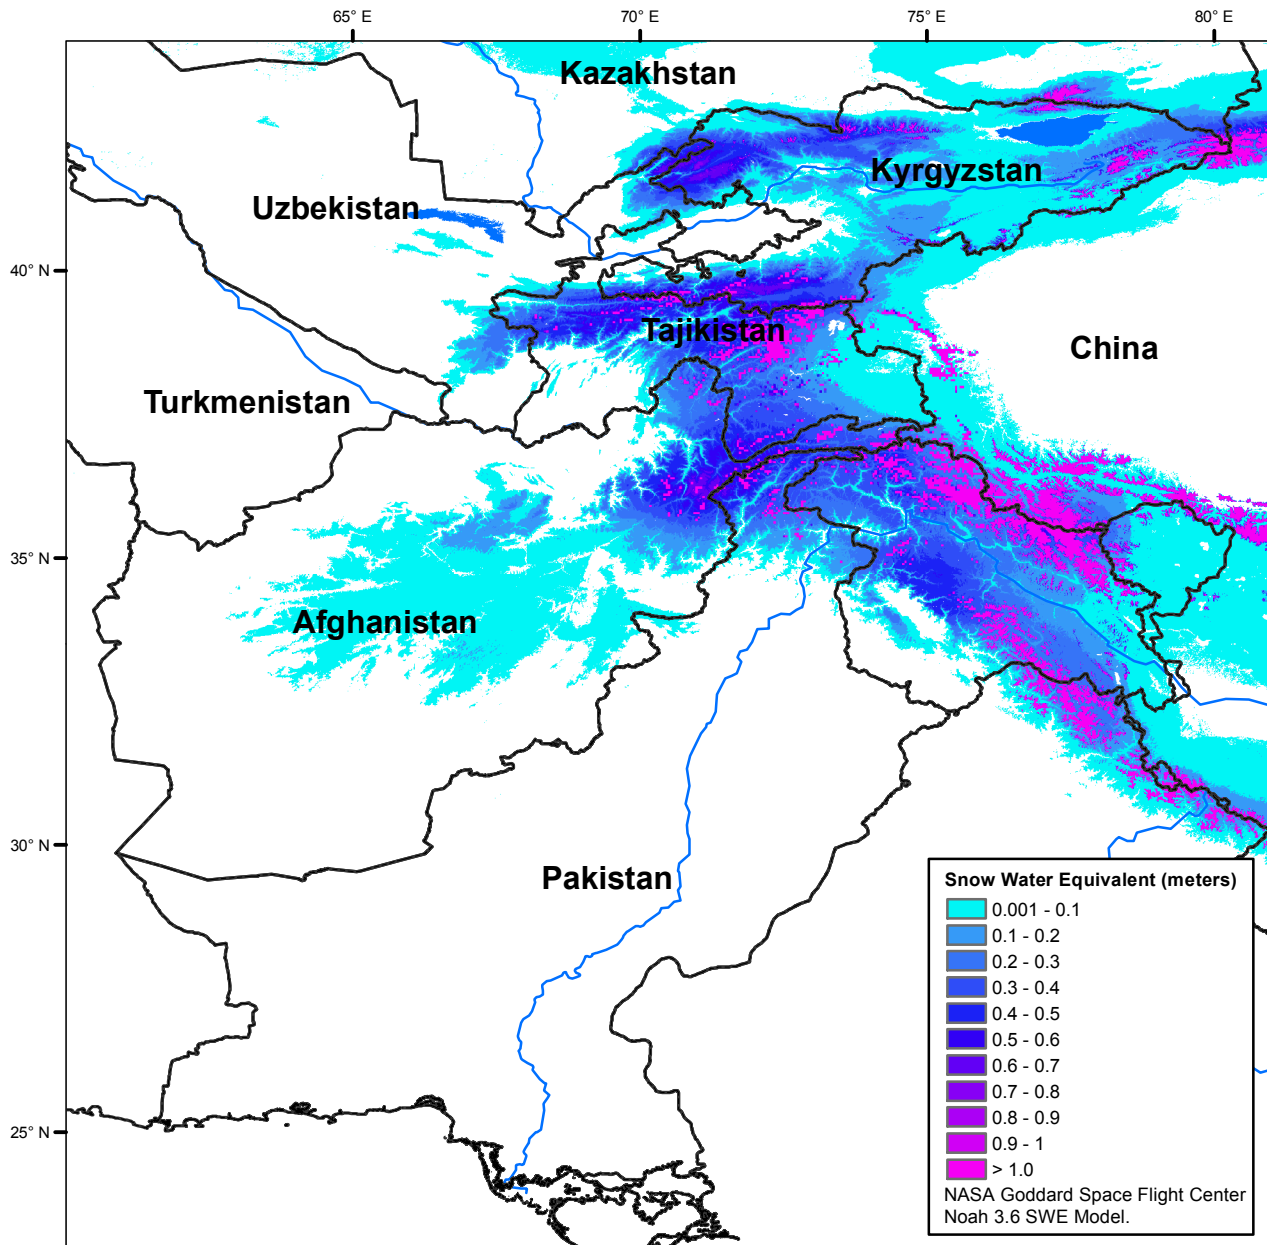 65° E
70° E
75° E
80° E
Kazakhstan
Kyrgyzstan
Uzbekistan
40° N
Tajikistan
China
Turkmenistan
35° N
Afghanistan
30° N
Pakistan
25° N
Snow Water Equivalent (meters)
0.001 - 0.1
0.1 - 0.2
0.2 - 0.3
0.3 - 0.4
0.4 - 0.5
0.5 - 0.6
0.6 - 0.7
0.7 - 0.8
0.8 - 0.9
0.9 - 1
> 1.0
NASA Goddard Space Flight Center
Noah 3.6 SWE Model.